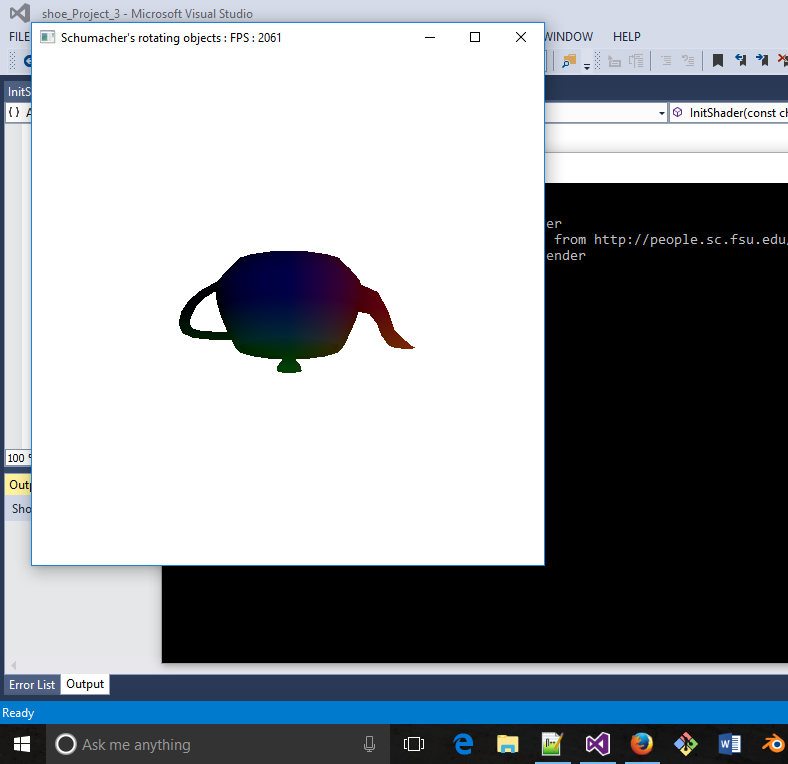 shoe_Project_3 - Microsoft Visual Studio
FILE
WINDOW HELP
Schumacher's rotating objects : FPS : 2061
InitS
{ } A
InitShader(const ch
er
from http://people.sc.fsu.edu/
ender
100 %
Outp
Sho
Error List Output
Ready
Ask me anything